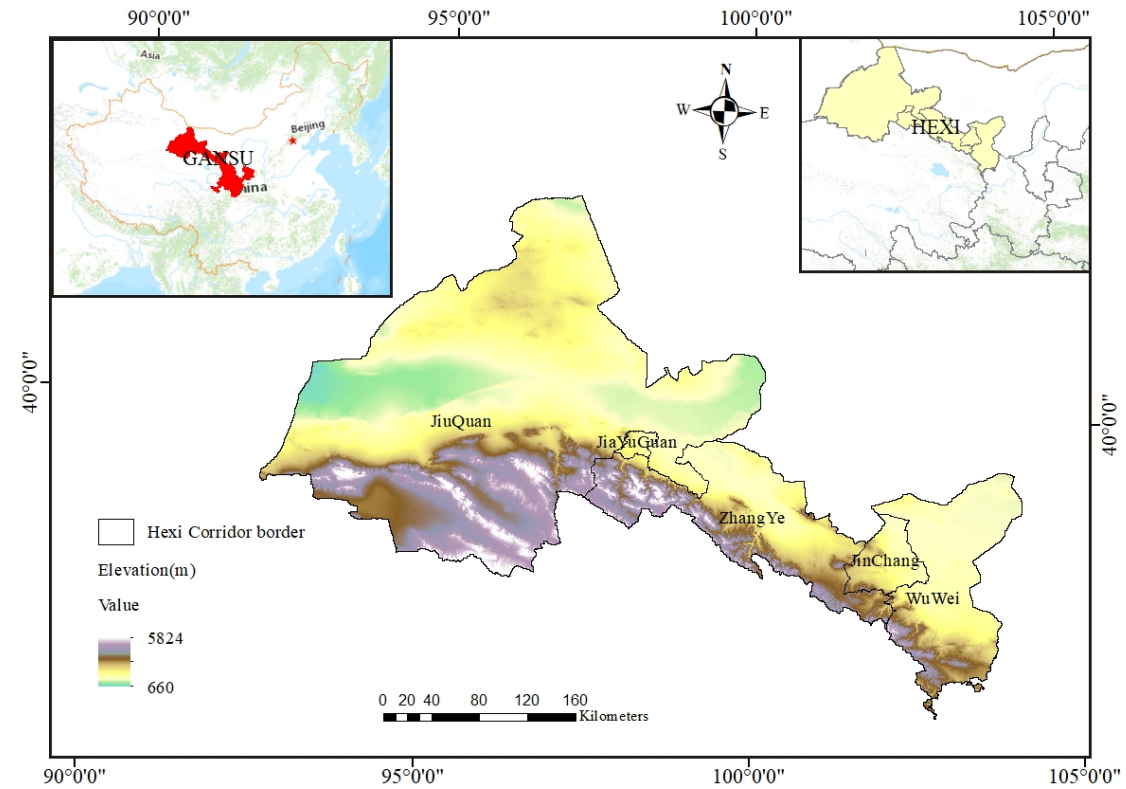 90°0'0" 95°0'0" 100°0'0" 105°0'0"
Asia
Beijing
GANSU
hina
HEXI
N
W E
S
40°0'0"
40°0'0"
JiuQuan
JiaYuGuan
ZhangYe
JinChang
WuWei
Hexi Corridor border
Elevation(m)
Value
5824
660
0 20 40 80 120 160
Kilometers
90°0'0" 95°0'0" 100°0'0" 105°0'0"